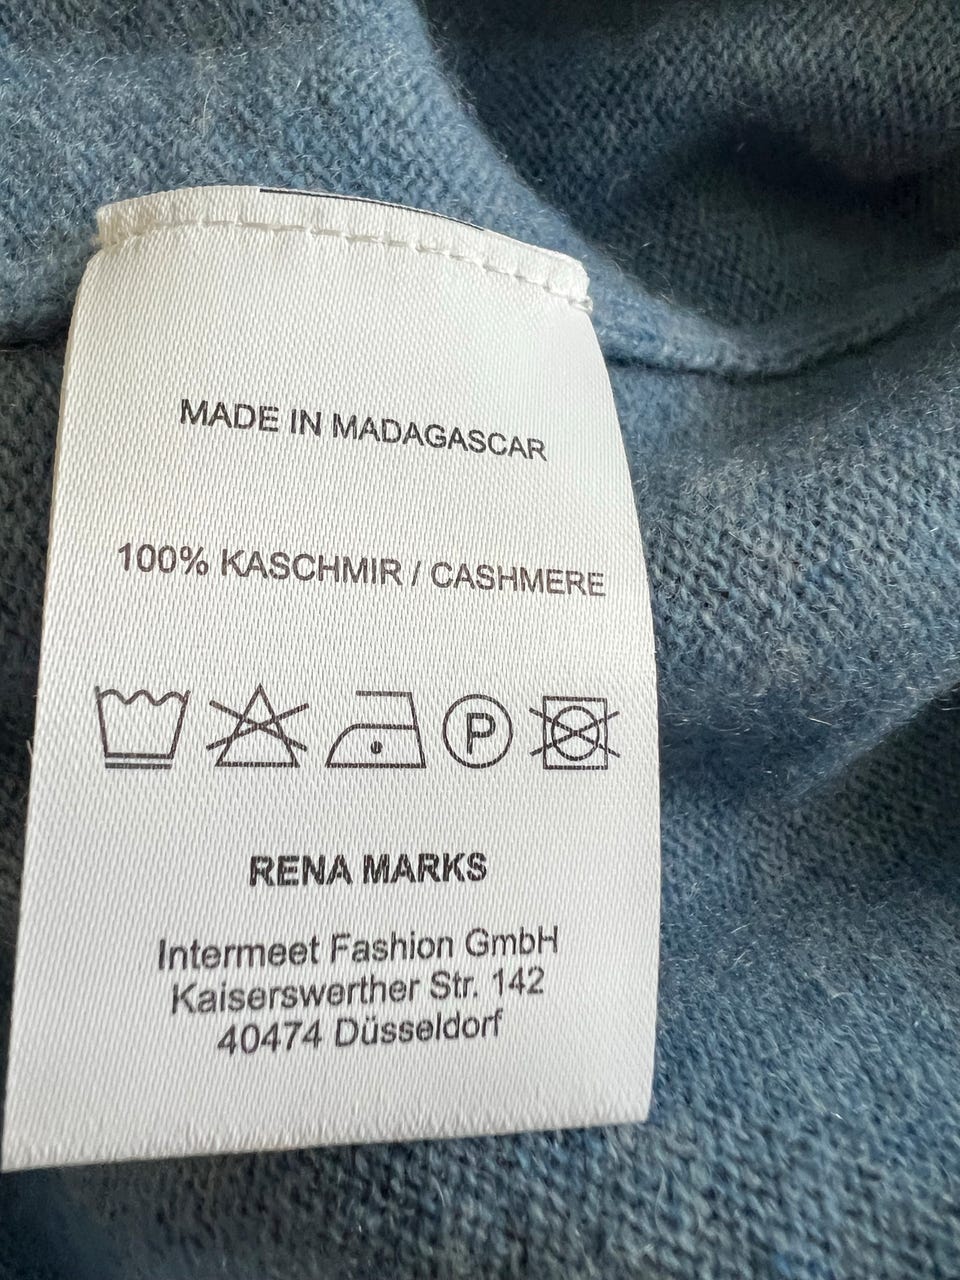 MADE IN MADAGASCAR
100% KASCHMIR / CASHMERE
P
RENA MARKS
Intermeet Fashion GmbH
Kaiserswerther Str. 142
40474 Düsseldorf